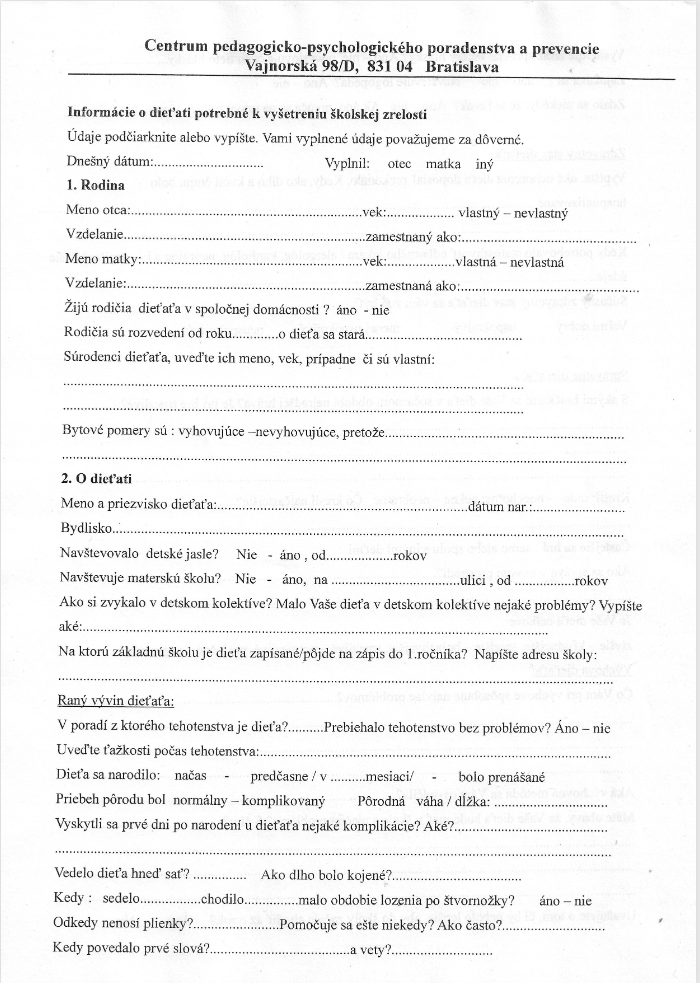 Centrum pedagogicko-psychologického poradenstva a prevencie
Vajnorská 98/D, 831 04 Bratislava
Informácie o dieťati potrebné k vyšetreniu školskej zrelosti
Údaje podčiarknite alebo vypíšte. Vami vyplnené údaje považujeme za dôverné.
Dnešný dátum:............................ Vyplnil: otec matka iný
1. Rodina
Meno otca:..........................................................vek:................. vlastný – nevlastný
Vzdelanie.............................................................zamestnaný ako:............................................
Meno matky:........................................................vek:.................vlastná – nevlastná
Vzdelanie:............................................................zamestnaná ako:.............................................
Žijú rodičia dieťaťa v spoločnej domácnosti ? áno - nie
Rodičia sú rozvedení od roku............o dieťa sa stará........................................
Súrodenci dieťaťa, uveďte ich meno, vek, prípadne či sú vlastní:
....................................................................................................................
....................................................................................................................
Bytové pomery sú : vyhovujúce –nevyhovujúce, pretože............................................................
..............................................................................................................................................
2. O dieťati
Meno a priezvisko dieťaťa:...............................................................dátum nar.:.......................
Bydlisko................................................................................................................................
Navštevovalo detské jasle? Nie - áno , od.................rokov
Navštevuje materskú školu? Nie - áno, na ................................ulici , od ...............rokov
Ako si zvykalo v detskom kolektíve? Malo Vaše dieťa v detskom kolektíve nejaké problémy? Vypíšte
aké:.....................................................................................................................
Na ktorú základnú školu je dieťa zapísané/pôjde na zápis do 1.ročníka? Napíšte adresu školy:
...........................................................................................................................................
Raný vývin dieťaťa:
V poradí z ktorého tehotenstva je dieťa?.........Prebiehalo tehotenstvo bez problémov? Áno – nie
Uveďte ťažkosti počas tehotenstva:........................................................................................
Dieťa sa narodilo: načas - predčasne / v .........mesiaci/ - bolo prenášané
Priebeh pôrodu bol normálny – komplikovaný Pôrodná váha / dĺžka: ............................
Vyskytli sa prvé dni po narodení u dieťaťa nejaké komplikácie? Aké?.......................................
...........................................................................................................................................
Vedelo dieťa hneď sať? .............. Ako dlho bolo kojené?.................................
Kedy : sedelo...............chodilo.................malo obdobie lozenia po štvornožky? áno – nie
Odkedy nenosí plienky?......................Pomočuje sa ešte niekedy? Ako často?..........................
Kedy povedalo prvé slová?...................................a vety?..........................